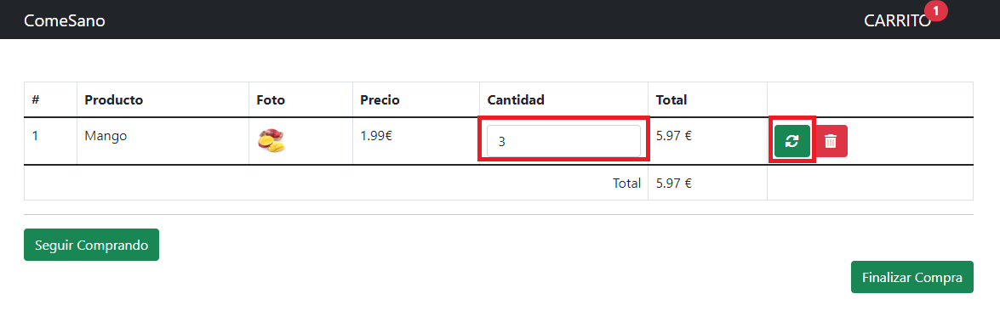 ComeSano
CARRITO 1
# Producto Foto Precio Cantidad Total
1 Mango 1.99€ 3 5.97 €
Total 5.97 €
Seguir Comprando
Finalizar Compra